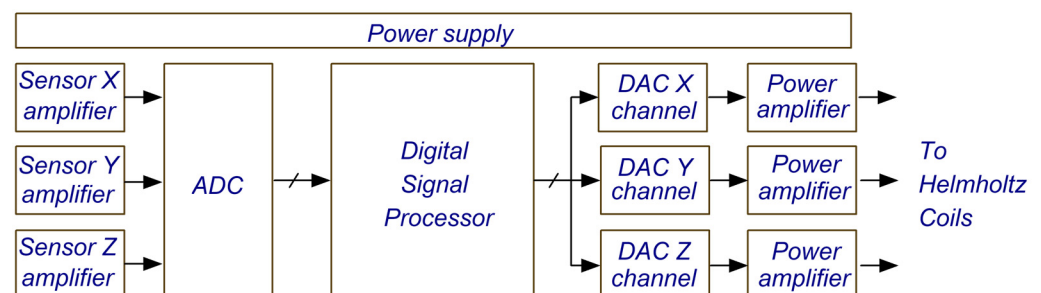 Power supply
Sensor X
amplifier
Sensor Y
amplifier
Sensor Z
amplifier
ADC
Digital
Signal
Processor
DAC X
channel
DAC Y
channel
DAC Z
channel
Power
amplifier
Power
amplifier
Power
amplifier
To
Helmholtz
Coils